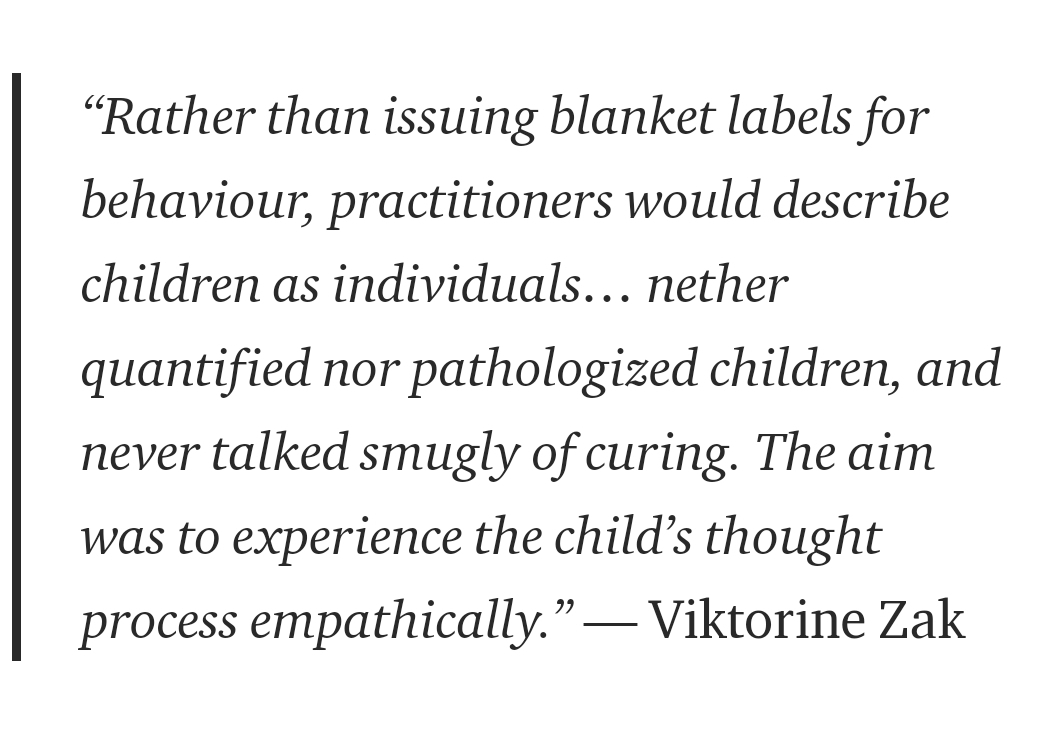 “Rather than issuing blanket labels for
behaviour, practitioners would describe
children as individuals… nether
quantified nor pathologized children, and
never talked smugly of curing. The aim
was to experience the child’s thought
process empathically.” — Viktorine Zak